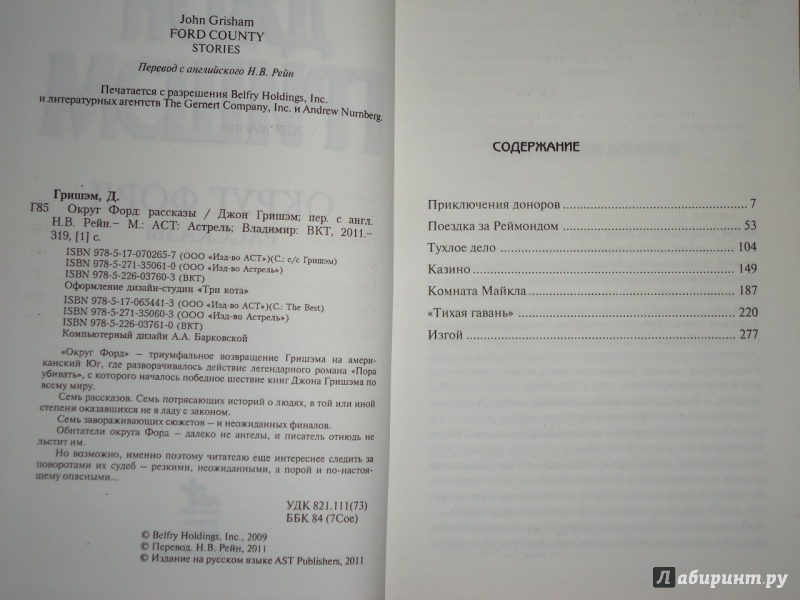 John Grisham
FORD COUNTY
STORIES
Перевод с английского Н.В. Рейн
Печатается с разрешения Belfry Holdings, Inc.
и литературных агентств The Gernert Company, Inc. и Andrew Nurnberg.
Гришэм, Д.
Г85 Округ Форд: рассказы / Джон Гришэм; пер. с англ.
Н.В. Рейн.– М.: АСТ: Астрель; Владимир: ВКТ, 2011.–
319, [1] с.
ISBN 978-5-17-070265-7 (ООО «Изд-во АСТ»)(С.: с/с Гришэм)
ISBN 978-5-271-35061-0 (ООО «Изд-во Астрель»)
ISBN 978-5-226-03760-3 (ВКТ)
Оформление дизайн-студии «Три кота»
ISBN 978-5-17-065441-3 (ООО «Изд-во АСТ»)(С.: The Best)
ISBN 978-5-271-35060-3 (ООО «Изд-во Астрель»)
ISBN 978-5-226-03761-0 (ВКТ)
Компьютерный дизайн А.А. Барковской
«Округ Форд» — триумфальное возвращение Гришэма на амери-
канский Юг, где разворачивалось действие легендарного романа «Пора
убивать», с которого началось победное шествие книг Джона Гришэма по
всему миру.
Семь рассказов. Семь потрясающих историй о людях, в той или иной
степени оказавшихся не в ладу с законом.
Семь завораживающих сюжетов — и неожиданных финалов.
Обитатели округа Форд — далеко не ангелы, и писатель отнюдь не
льстит им.
Но возможно, именно поэтому читателю еще интереснее следить за
поворотами их судеб — резкими, неожиданными, а порой и по-настоя-
щему опасными...
УДК 821.111(73)
ББК 84 (7Сое)
© Belfry Holdings, Inc., 2009
© Перевод. Н.В. Рейн, 2011
© Издание на русском языке AST Publishers, 2011
СОДЕРЖАНИЕ
Приключения доноров 7
Поездка за Реймондом 53
Тухлое дело 104
Казино 149
Комната Майкла 187
«Тихая гавань» 220
Изгой 277
Лабиринт.ру